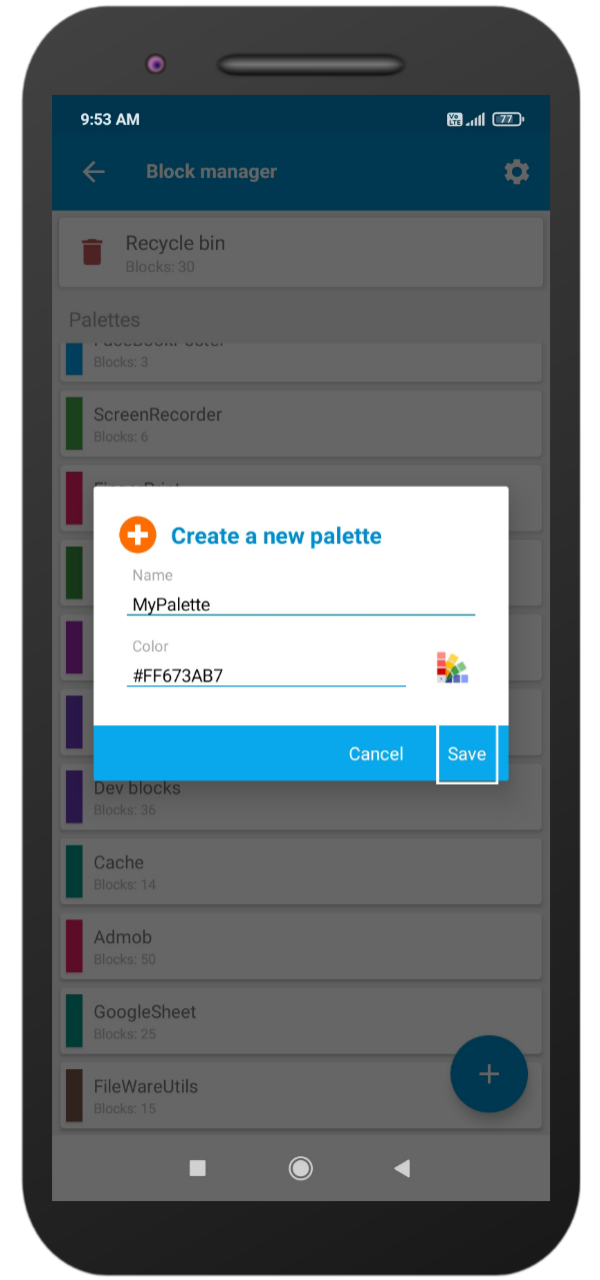 9:53 AM
Vo LTE
77
Block manager
Recycle bin
Blocks: 30
Palettes
Blocks: 3
ScreenRecorder
Blocks: 6
Create a new palette
Name
MyPalette
Color
#FF673AB7
Cancel Save
Dev blocks
Blocks: 36
Cache
Blocks: 14
Admob
Blocks: 50
GoogleSheet
Blocks: 25
FileWareUtils
Blocks: 15